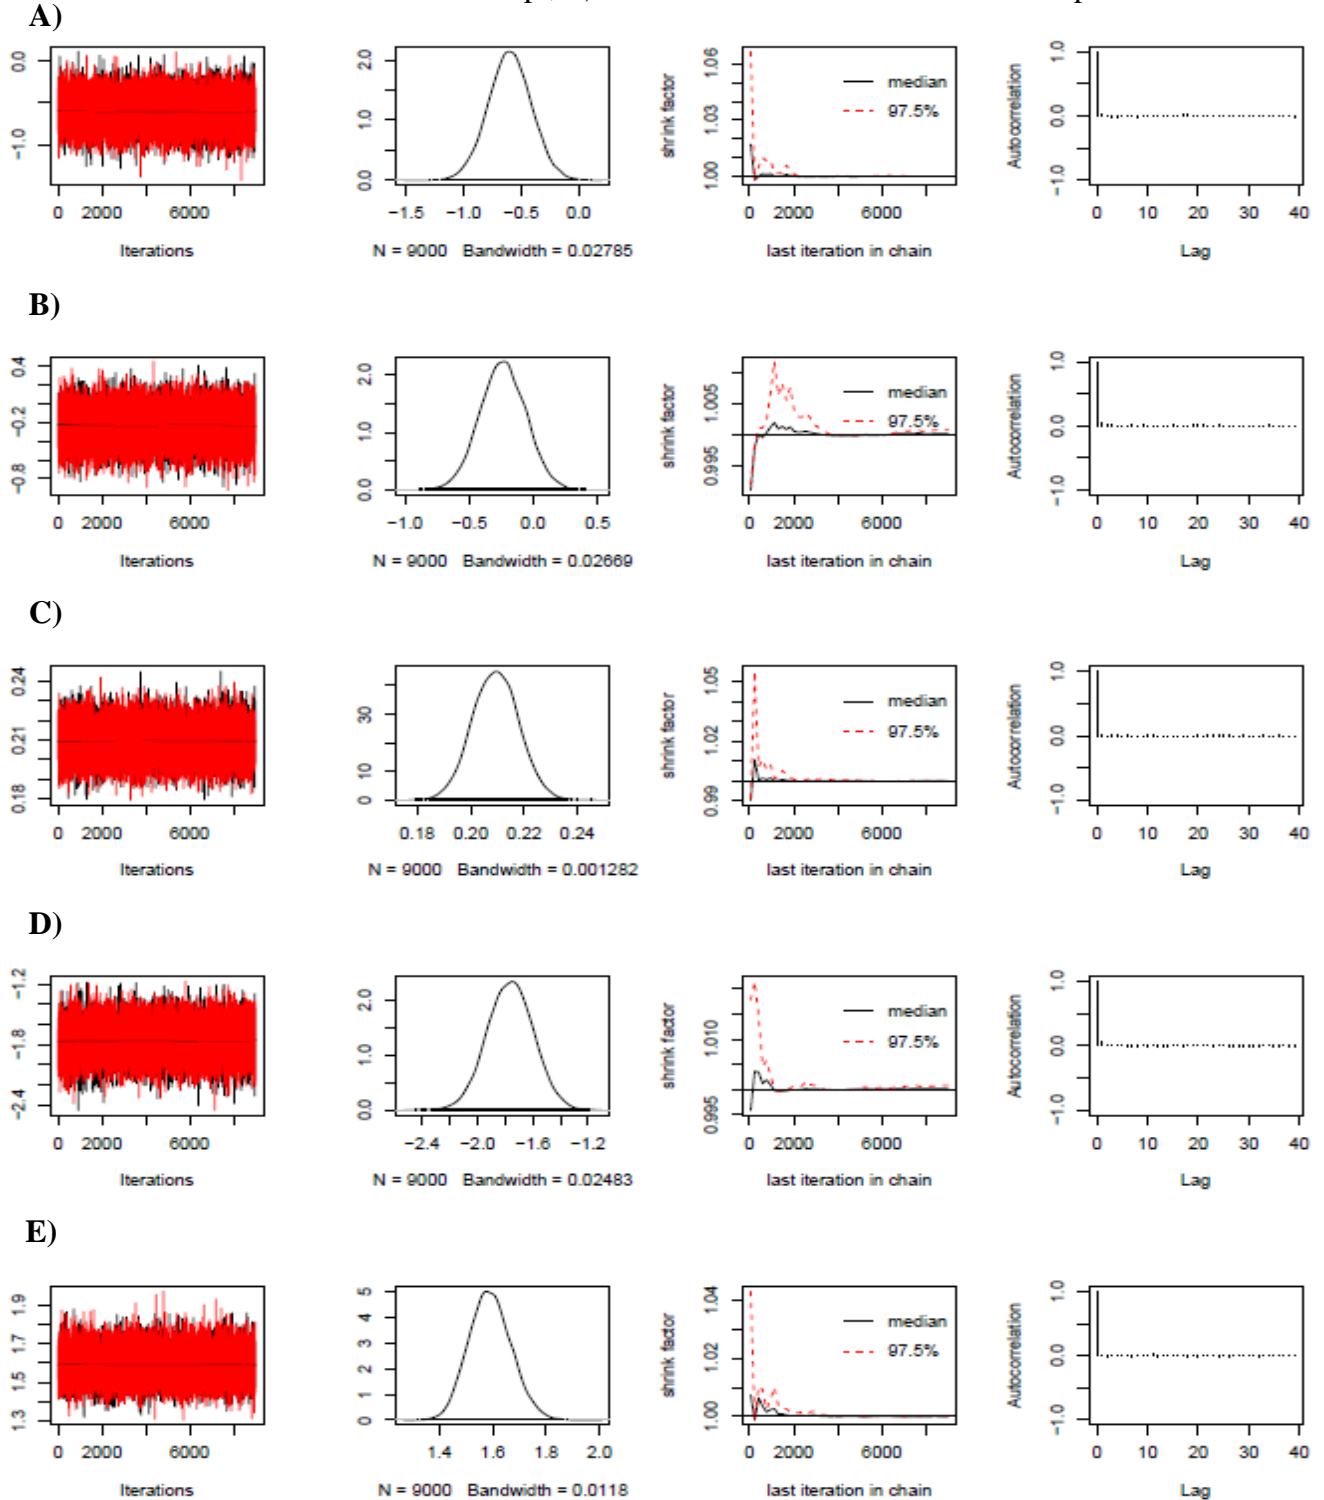 A)
0.0
-1.0
0 2000 6000
Iterations
2.0
1.0
0.0
-1.5 -1.0 -0.5 0.0
N = 9000 Bandwidth = 0.02785
shrink factor
1.06
1.03
1.00
median
97.5%
0 2000 6000
last iteration in chain
Autocorrelation
1.0
0.0
-1.0
0 10 20 30 40
Lag
B)
0.4
-0.2
-0.8
0 2000 6000
Iterations
2.0
1.0
0.0
-1.0 -0.5 0.0 0.5
N = 9000 Bandwidth = 0.02669
shrink factor
1.005
0.995
median
97.5%
0 2000 6000
last iteration in chain
Autocorrelation
1.0
0.0
-1.0
0 10 20 30 40
Lag
C)
0.24
0.21
0.18
0 2000 6000
Iterations
30
10
0
0.18 0.20 0.22 0.24
N = 9000 Bandwidth = 0.001282
shrink factor
1.05
1.02
0.99
median
97.5%
0 2000 6000
last iteration in chain
Autocorrelation
1.0
0.0
-1.0
0 10 20 30 40
Lag
D)
-1.2
-1.8
-2.4
0 2000 6000
Iterations
2.0
1.0
0.0
-2.4 -2.0 -1.6 -1.2
N = 9000 Bandwidth = 0.02483
shrink factor
1.010
0.995
median
97.5%
0 2000 6000
last iteration in chain
Autocorrelation
1.0
0.0
-1.0
0 10 20 30 40
Lag
E)
1.9
1.7
1.5
1.3
0 2000 6000
Iterations
5
4
3
2
1
0
1.4 1.6 1.8 2.0
N = 9000 Bandwidth = 0.0118
shrink factor
1.04
1.02
1.00
median
97.5%
0 2000 6000
last iteration in chain
Autocorrelation
1.0
0.0
-1.0
0 10 20 30 40
Lag